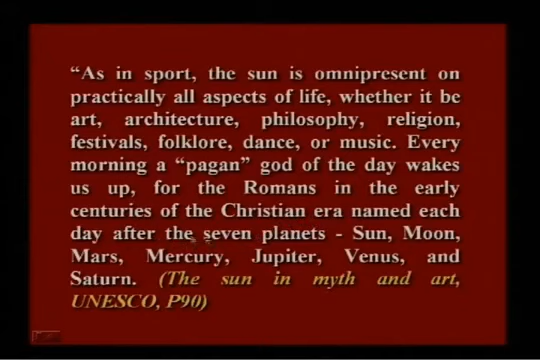 “As in sport, the sun is omnipresent on
practically all aspects of life, whether it be
art, architecture, philosophy, religion,
festivals, folklore, dance, or music. Every
morning a “pagan” god of the day wakes
us up, for the Romans in the early
centuries of the Christian era named each
day after the seven planets - Sun, Moon,
Mars, Mercury, Jupiter, Venus, and
Saturn. (The sun in myth and art,
UNESCO, P90)